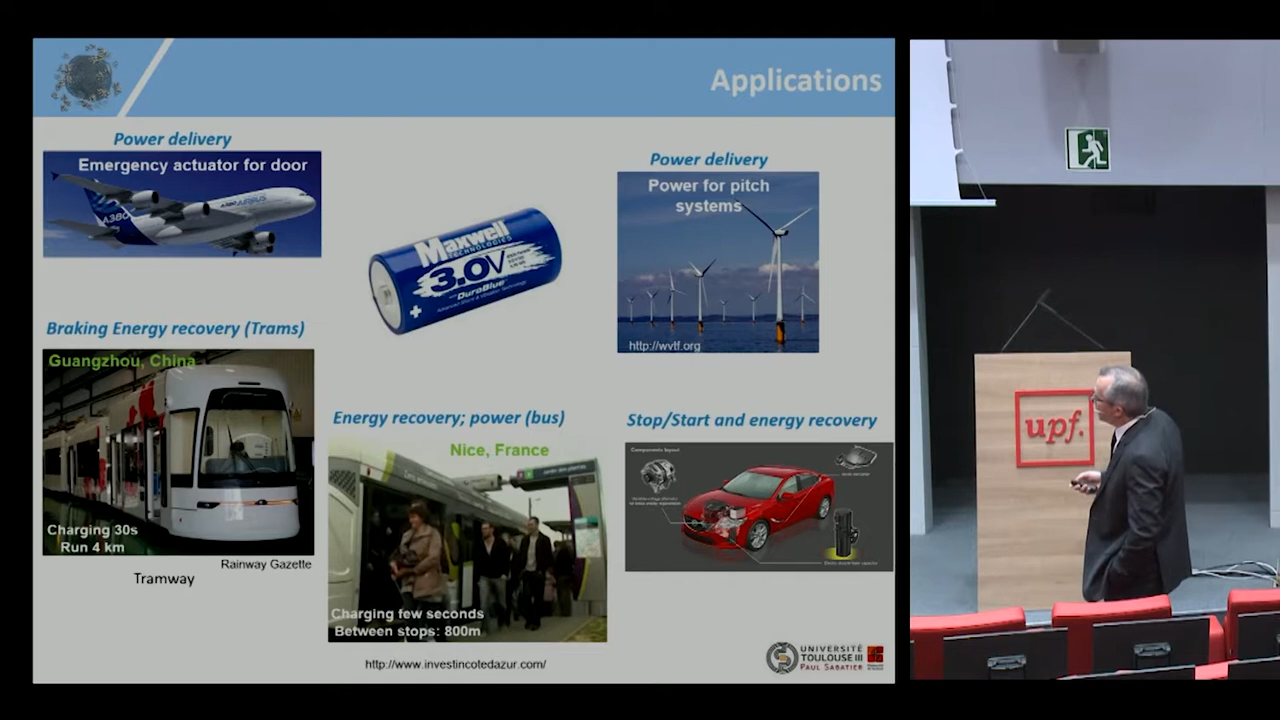 Applications
Power delivery
Emergency actuator for door
A380
AIRBUS
Maxwell
TECHNOLOGIES
3.0V
DuraBlue
+
Power delivery
Power for pitch
systems
http://wvtf.org
Braking Energy recovery (Trams)
Guangzhou, China
Charging 30s
Run 4 km
Rainway Gazette
Tramway
Energy recovery; power (bus)
Nice, France
Charging few seconds
Between stops: 800m
http://www.investincotedazur.com/
Stop/Start and energy recovery
Components layout
UNIVERSITÉ
TOULOUSE III
PAUL SABATIER
upf.